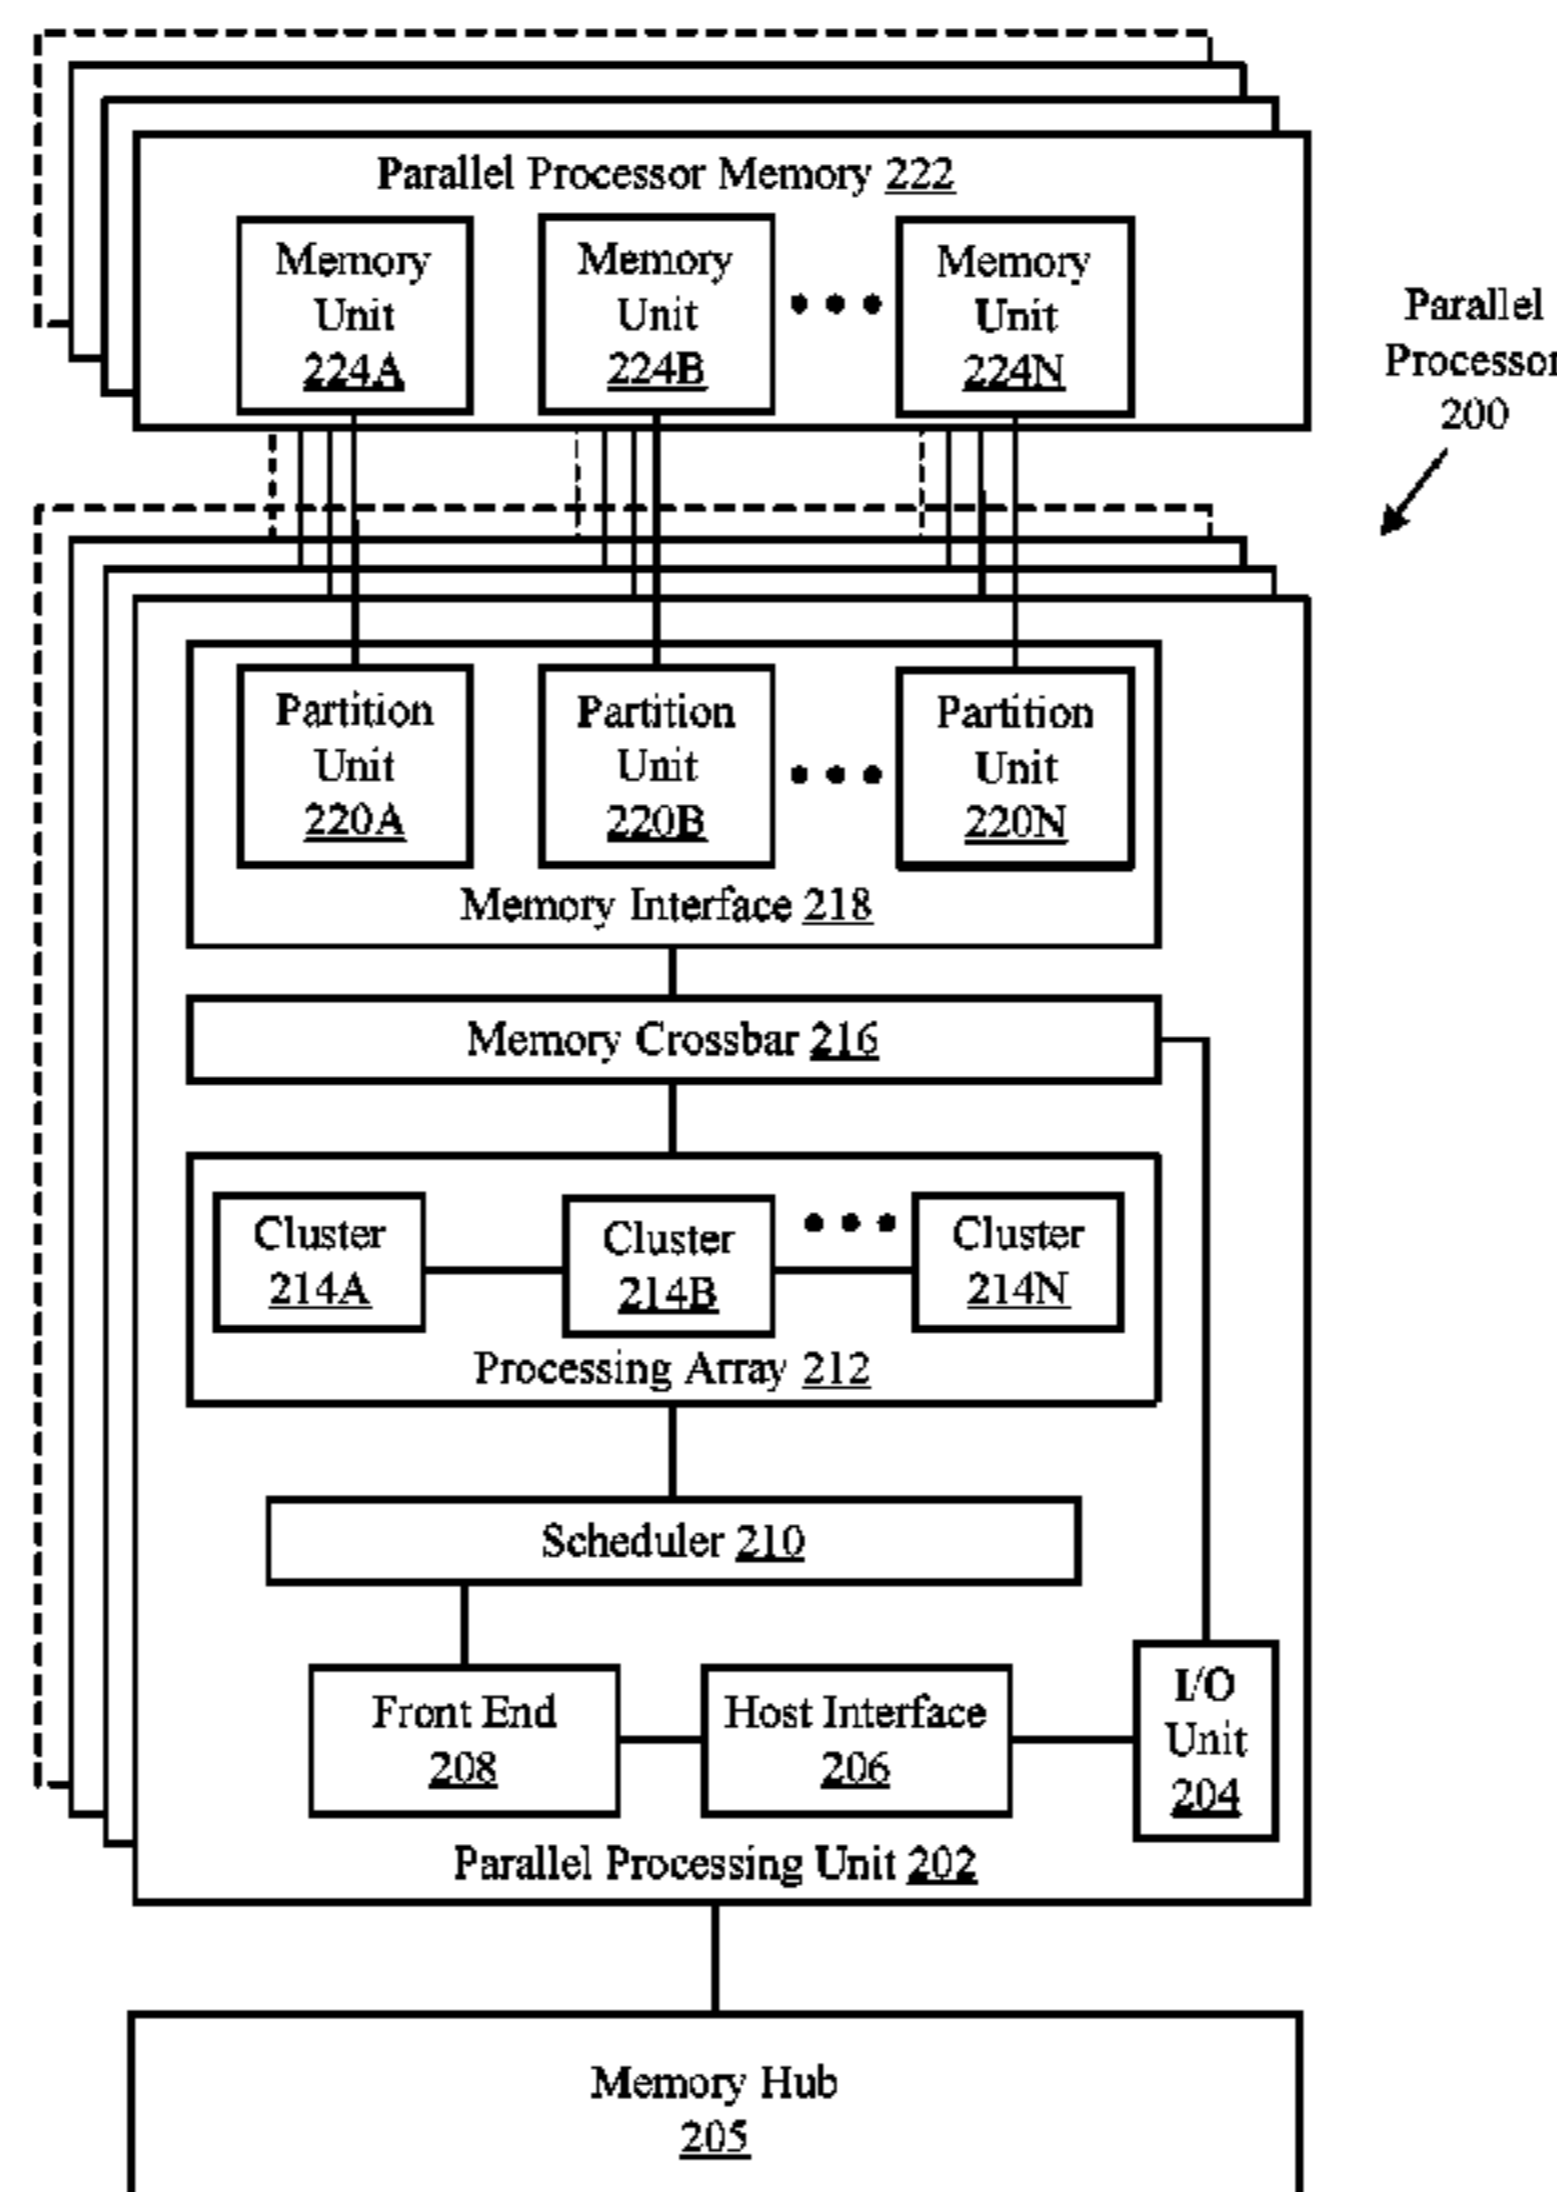 Parallel Processor Memory 222
Memory
Unit
224A
Memory
Unit
224B
Memory
Unit
224N
Parallel
Processor
200
Partition
Unit
220A
Partition
Unit
220B
Partition
Unit
220N
Memory Interface 218
Memory Crossbar 216
Cluster
214A
Cluster
214B
Cluster
214N
Processing Array 212
Scheduler 210
Front End
208
Host Interface
206
I/O
Unit
204
Parallel Processing Unit 202
Memory Hub
205